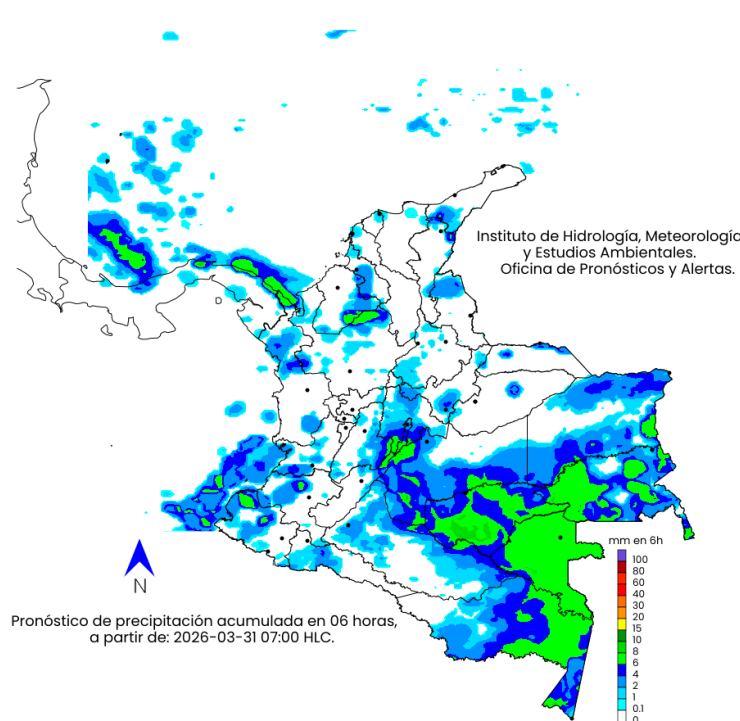 Instituto de Hidrología, Meteorología
y Estudios Ambientales.
Oficina de Pronósticos y Alertas.
mm en 6h
100
80
60
40
30
20
15
10
8
6
4
2
1
0.1
0
N
Pronóstico de precipitación acumulada en 06 horas,
a partir de: 2026-03-31 07:00 HLC.